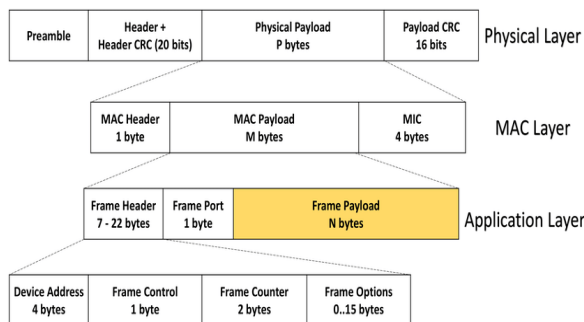 Preamble
Header +
Header CRC (20 bits)
Physical Payload
P bytes
Payload CRC
16 bits
Physical Layer
MAC Header
1 byte
MAC Payload
M bytes
MIC
4 bytes
MAC Layer
Frame Header
7 - 22 bytes
Frame Port
1 byte
Frame Payload
N bytes
Application Layer
Device Address
4 bytes
Frame Control
1 byte
Frame Counter
2 bytes
Frame Options
0..15 bytes